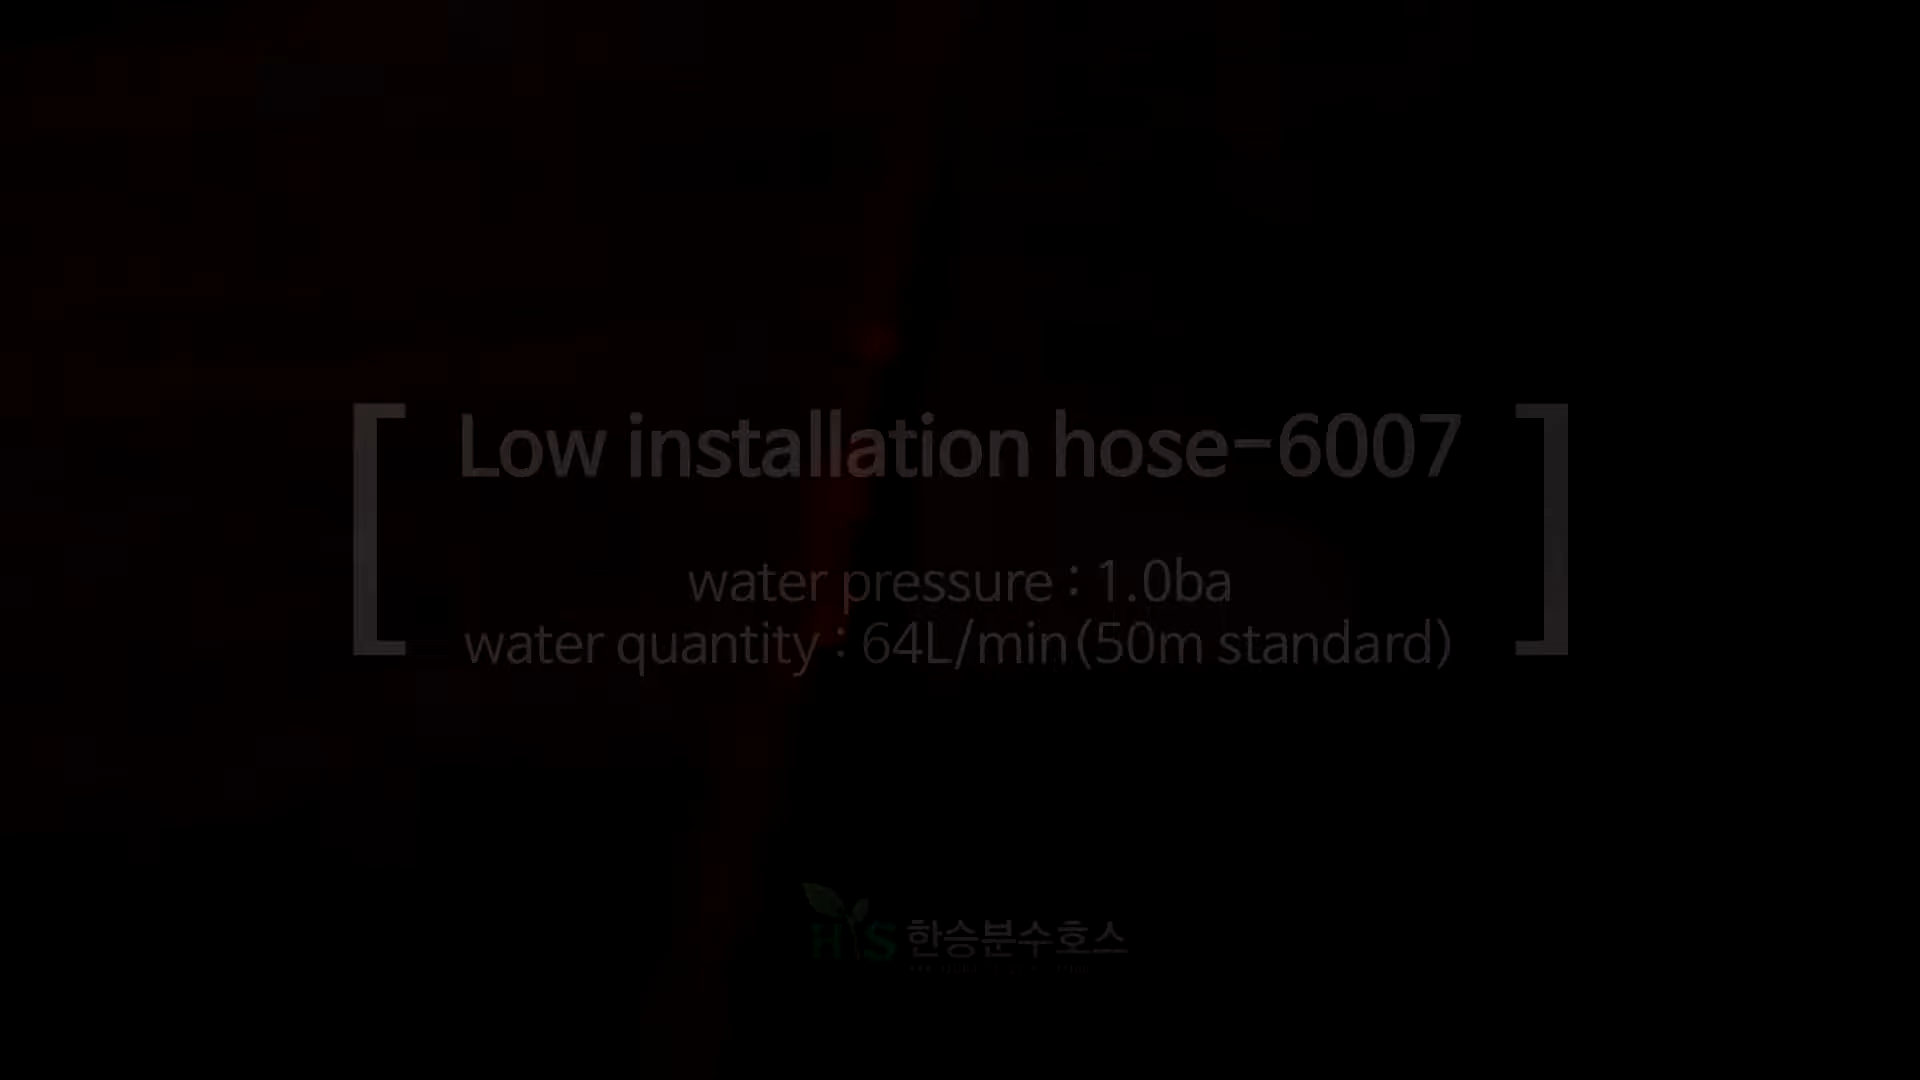 Low installation hose-6007
water pressure : 1.0ba
water quantity : 64L/min(50m standard)
HS 한승분수호스